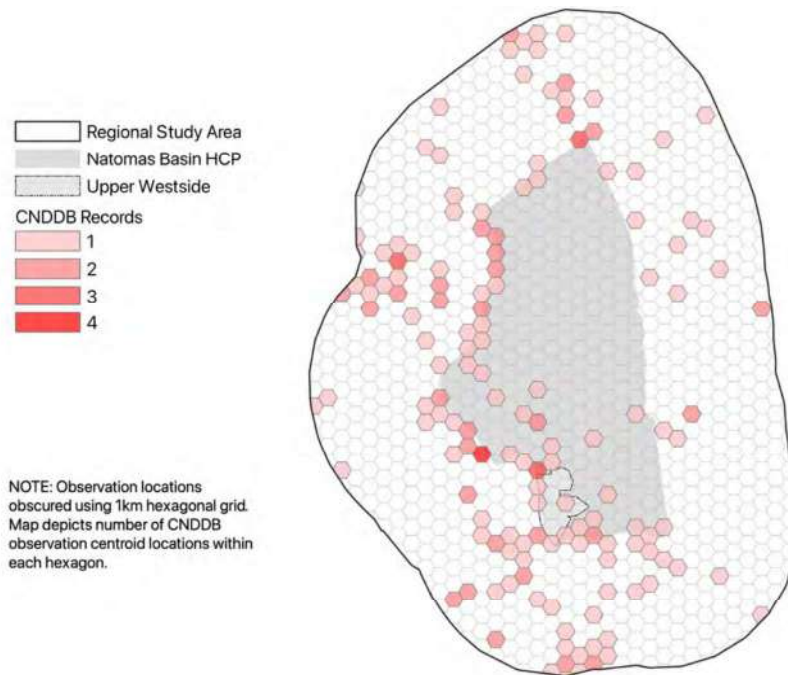 Regional Study Area
Natomas Basin HCP
Upper Westside
CNDDB Records
1
2
3
4
NOTE: Observation locations
obscured using 1km hexagonal grid.
Map depicts number of CNDDB
observation centroid locations within
each hexagon.